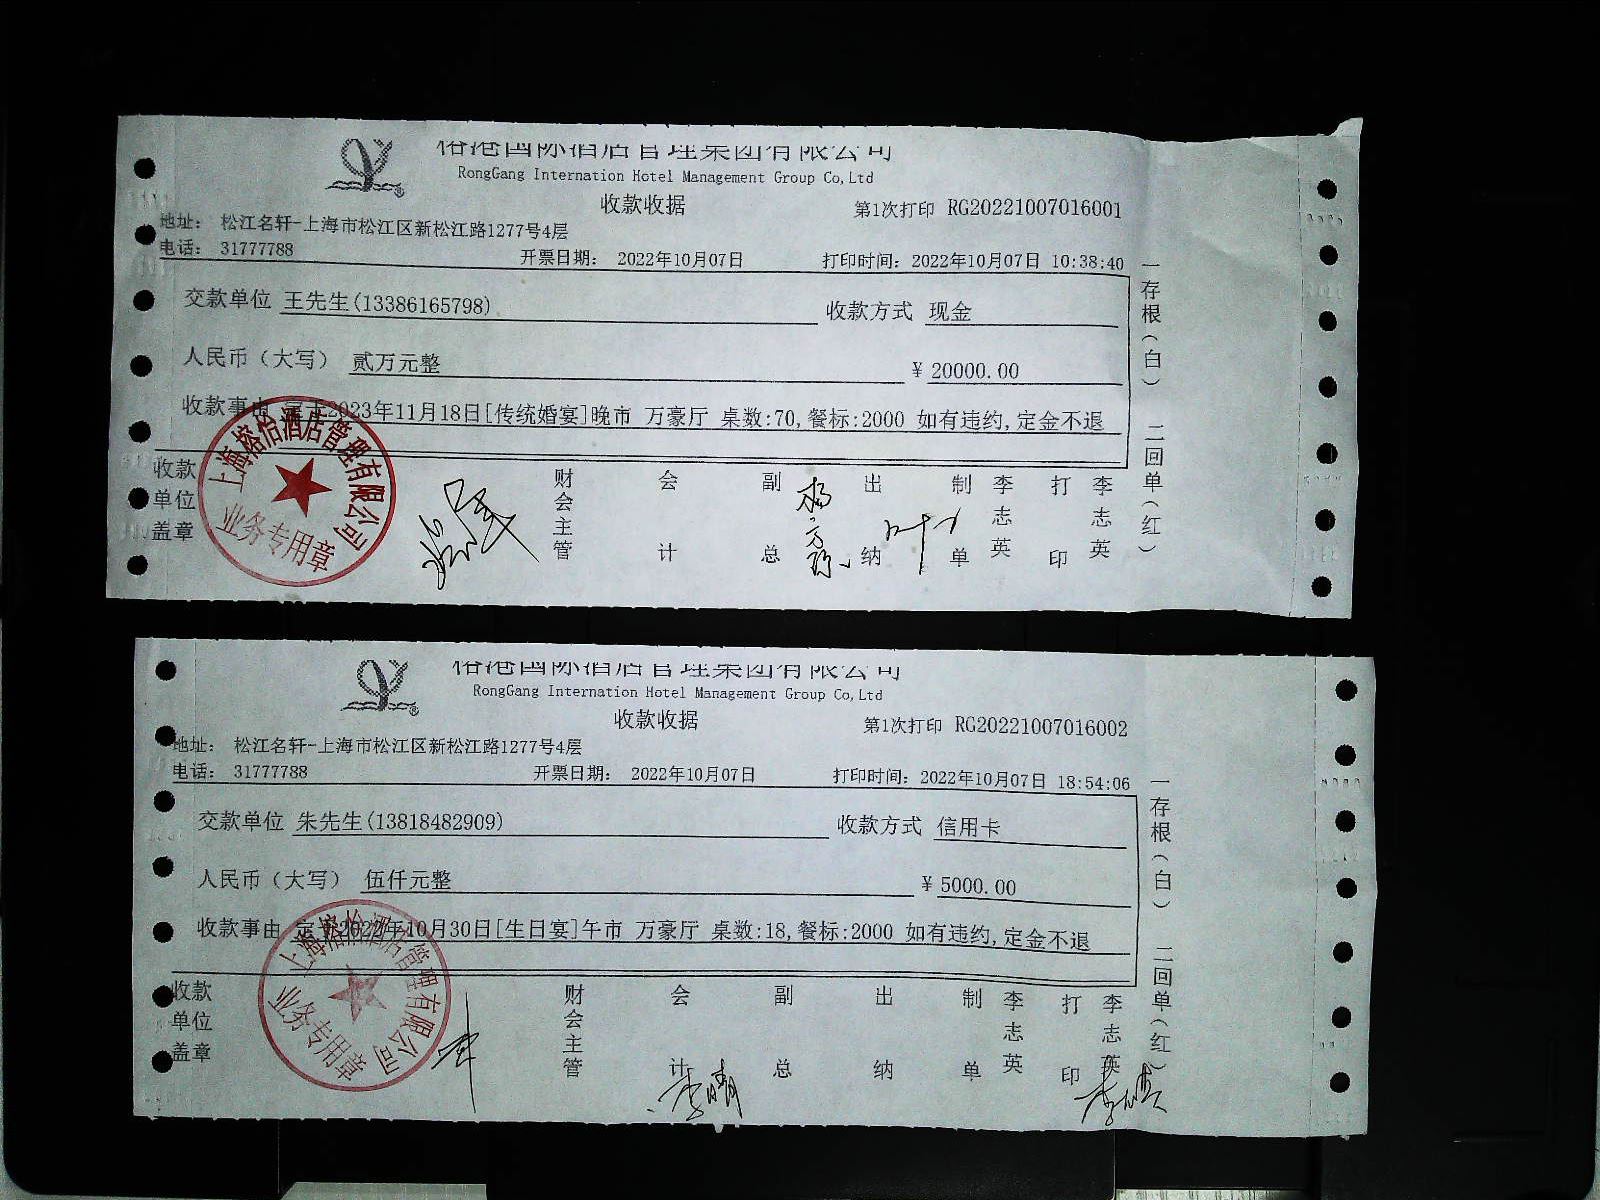 榕港国际酒店管理集团有限公司
RongGang Internation Hotel Management Group Co,Ltd
收款收据
第1次打印 RG20221007016001
地址： 松江名轩-上海市松江区新松江路1277号4层
电话： 31777788
开票日期： 2022年10月07日
打印时间： 2022年10月07日 10:38:40
交款单位 王先生(13386165798)
收款方式 现金
人民币（大写） 贰万元整
¥ 20000.00
收款事由 定于2023年11月18日[传统婚宴]晚市 万豪厅 桌数:70,餐标:2000 如有违约,定金不退
收款单位盖章
上海榕怡酒店管理有限公司
业务专用章
财会主管
会计
副总
出纳
制单 李志英
打印 李志英
一存根（白） 二回单（红）
榕港国际酒店管理集团有限公司
RongGang Internation Hotel Management Group Co,Ltd
收款收据
第1次打印 RG20221007016002
地址： 松江名轩-上海市松江区新松江路1277号4层
电话： 31777788
开票日期： 2022年10月07日
打印时间： 2022年10月07日 18:54:06
交款单位 朱先生(13818482909)
收款方式 信用卡
人民币（大写） 伍仟元整
¥ 5000.00
收款事由 定于2022年10月30日[生日宴]午市 万豪厅 桌数:18,餐标:2000 如有违约,定金不退
收款单位盖章
上海榕怡酒店管理有限公司
业务专用章
财会主管
会计 李晴
副总
出纳
制单 李志英
打印 李志英
一存根（白） 二回单（红）